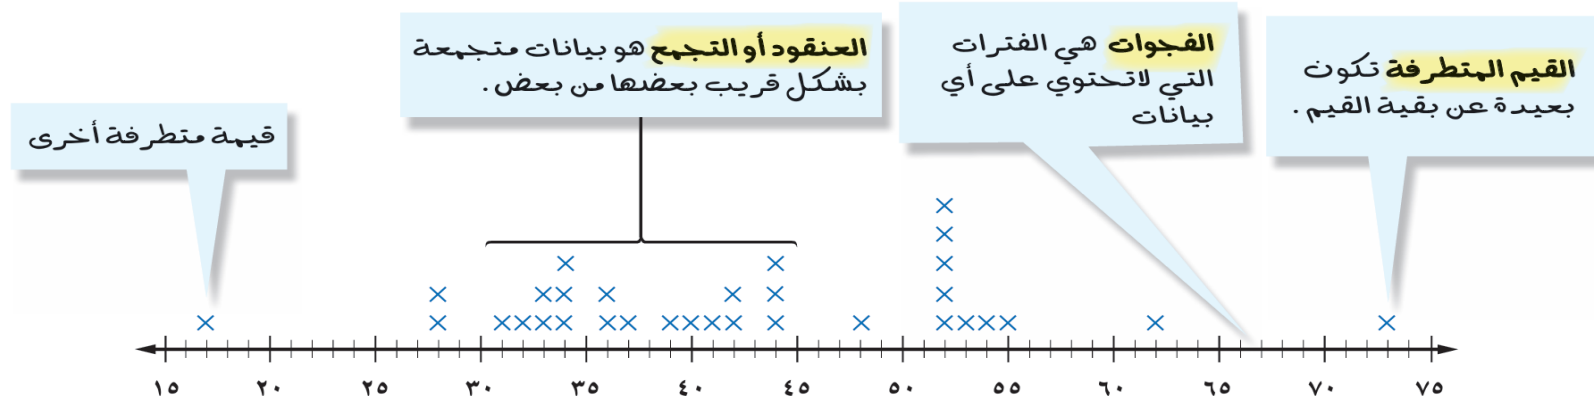 القيم المتطرفة تكون
بعيدة عن بقية القيم .
الفجوات هي الفترات
التي لاتحتوي على أي
بيانات
العنقود أو التجمع هو بيانات متجمعة
بشكل قريب بعضها من بعض .
قيمة متطرفة أخرى
١٥ ٢٠ ٢٥ ٣٠ ٣٥ ٤٠ ٤٥ ٥٠ ٥٥ ٦٠ ٦٥ ٧٠ ٧٥